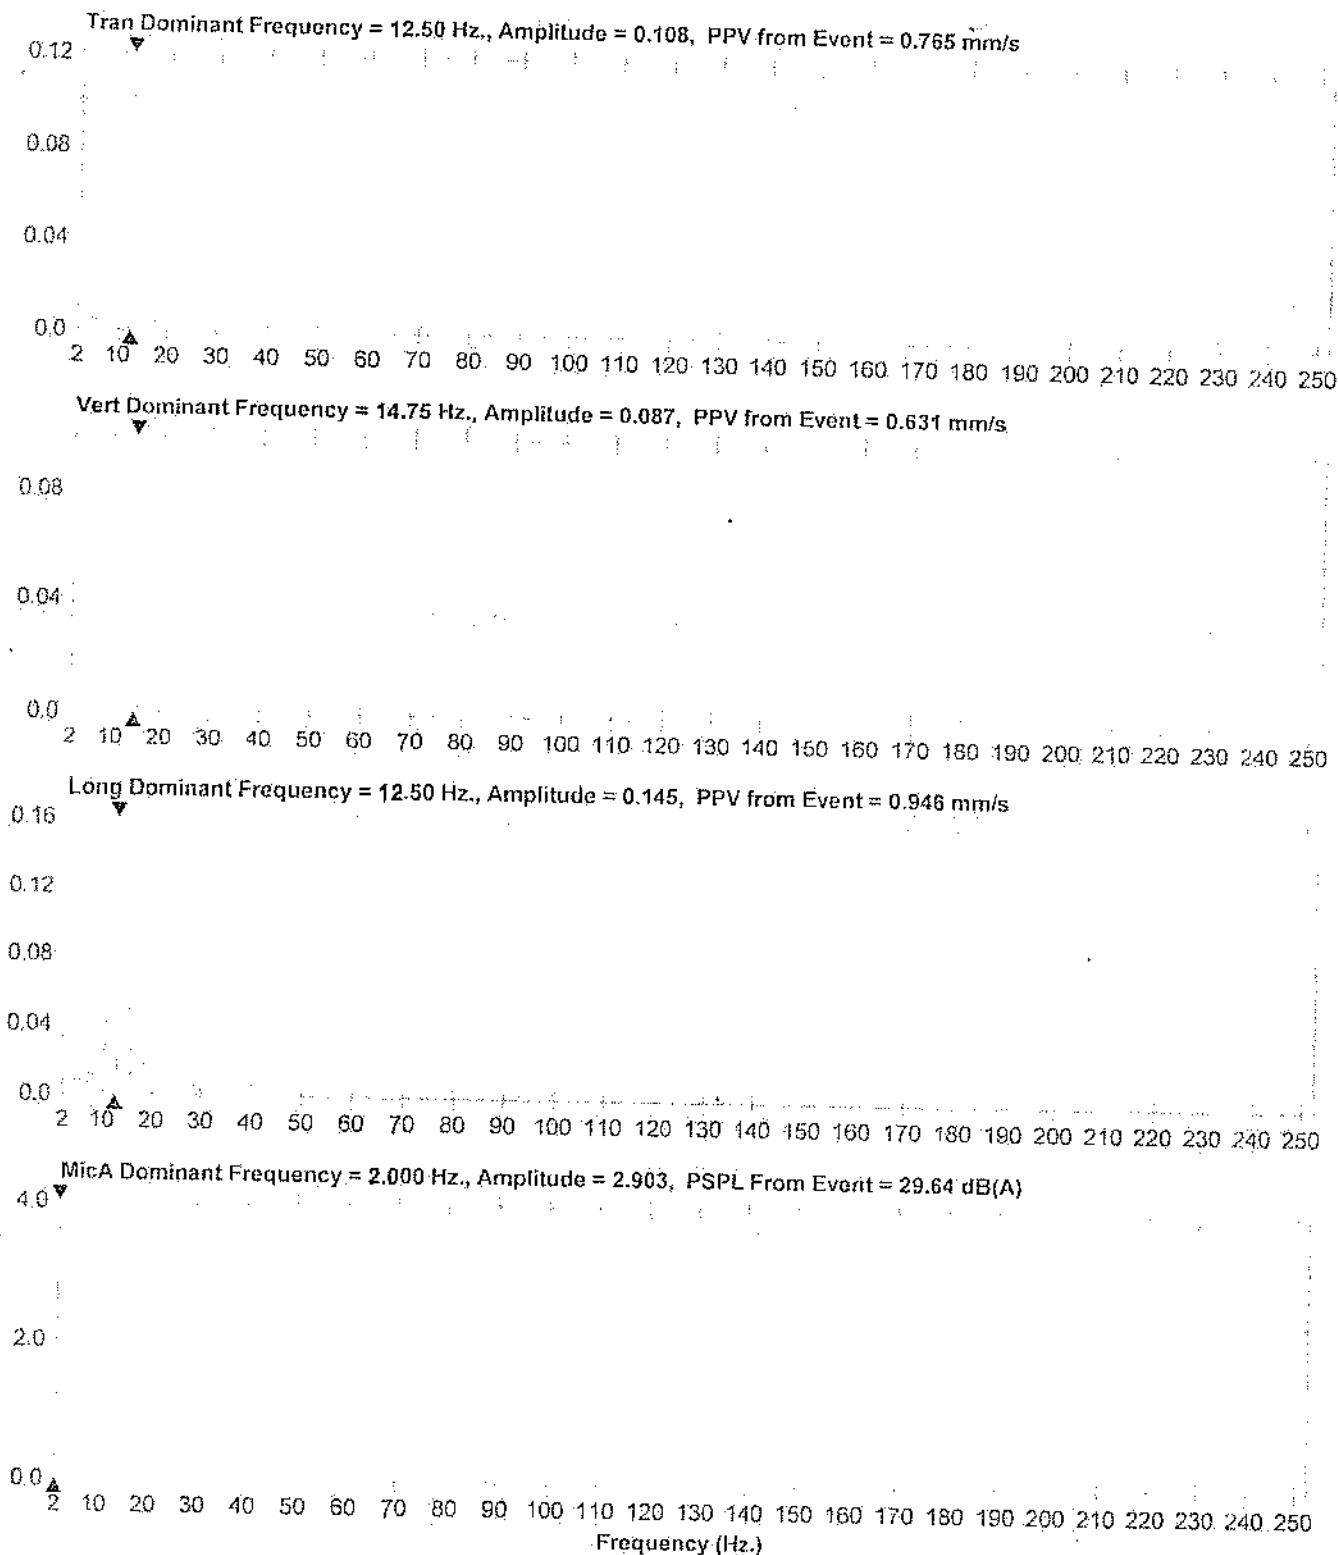 Tran Dominant Frequency = 12.50 Hz., Amplitude = 0.108, PPV from Event = 0.765 mm/s
0.12
0.08
0.04
0.0
2 10 20 30 40 50 60 70 80 90 100 110 120 130 140 150 160 170 180 190 200 210 220 230 240 250
Vert Dominant Frequency = 14.75 Hz., Amplitude = 0.087, PPV from Event = 0.631 mm/s
0.08
0.04
0.0
2 10 20 30 40 50 60 70 80 90 100 110 120 130 140 150 160 170 180 190 200 210 220 230 240 250
Long Dominant Frequency = 12.50 Hz., Amplitude = 0.145, PPV from Event = 0.946 mm/s
0.16
0.12
0.08
0.04
0.0
2 10 20 30 40 50 60 70 80 90 100 110 120 130 140 150 160 170 180 190 200 210 220 230 240 250
MicA Dominant Frequency = 2.000 Hz., Amplitude = 2.903, PSPL From Event = 29.64 dB(A)
4.0
2.0
0.0
2 10 20 30 40 50 60 70 80 90 100 110 120 130 140 150 160 170 180 190 200 210 220 230 240 250
Frequency (Hz.)